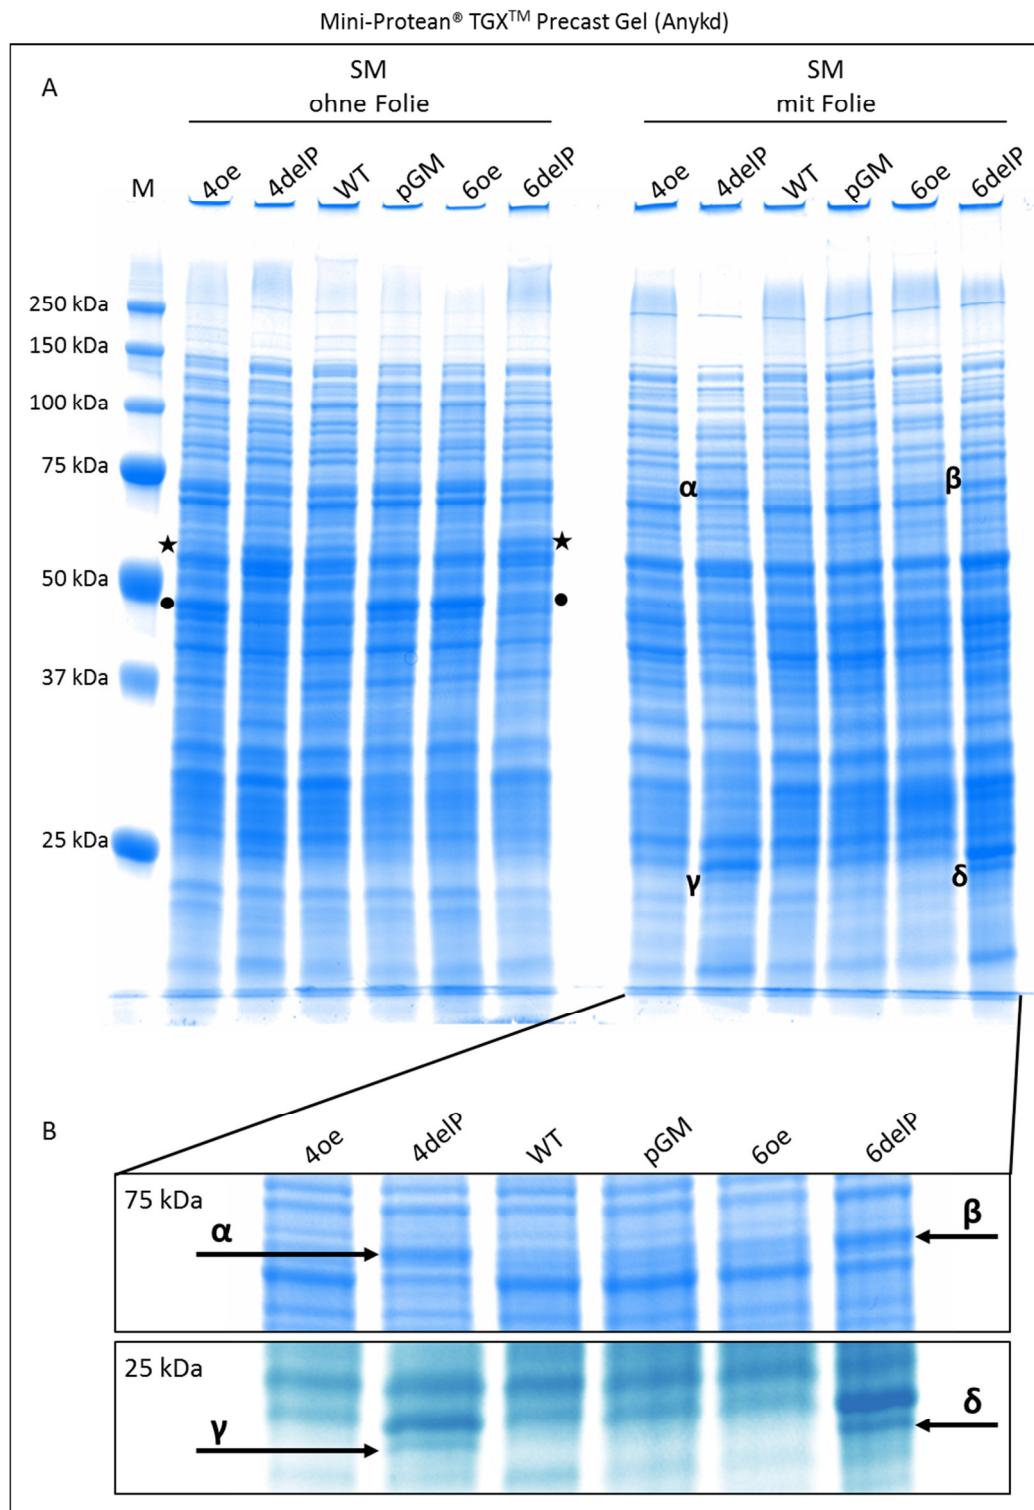 Mini-Protean® TGX™ Precast Gel (Anykd)
A
SM
ohne Folie
SM
mit Folie
M 4oe 4delP WT pGM 6oe 6delP 4oe 4delP WT pGM 6oe 6delP
250 kDa
150 kDa
100 kDa
75 kDa
α β
★ ★
50 kDa
● ●
37 kDa
25 kDa
γ δ
B
4oe 4delP WT pGM 6oe 6delP
75 kDa
α β
25 kDa
γ δ